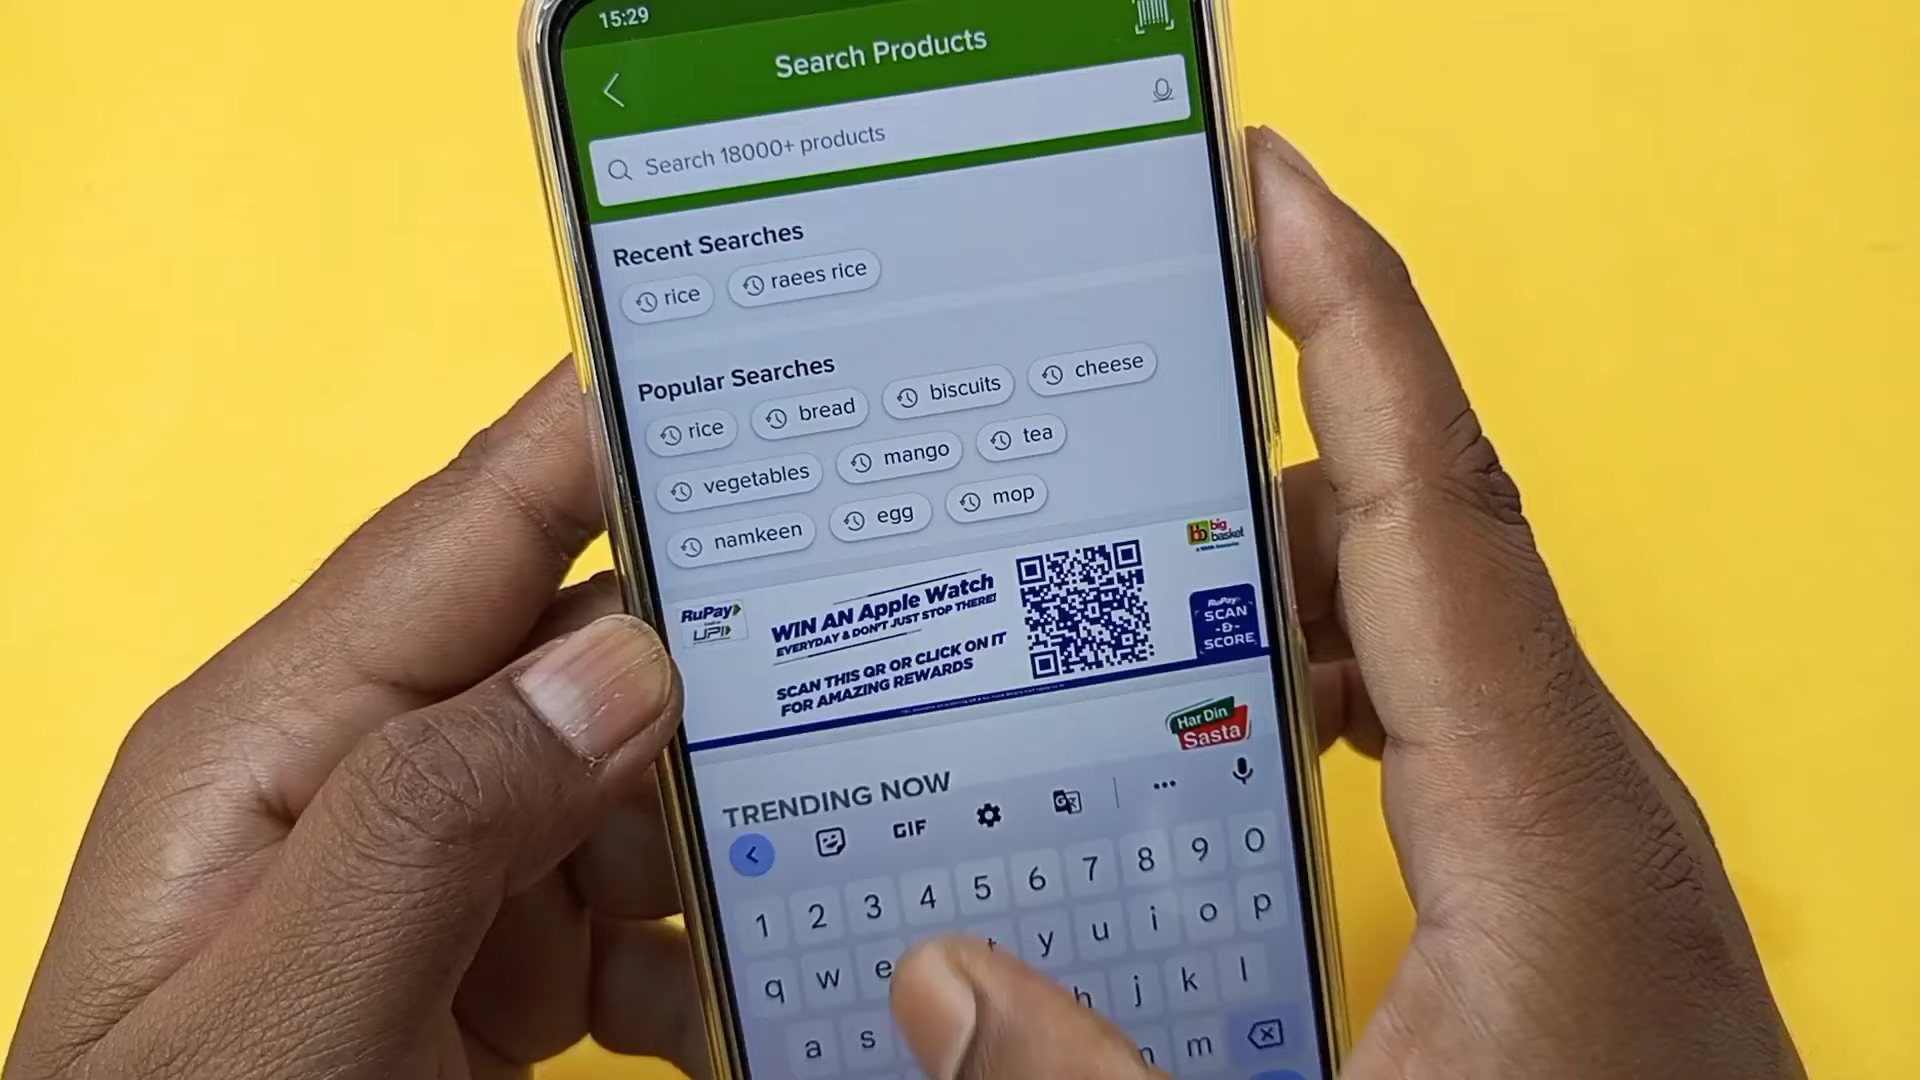 15:29
Search Products
Search 18000+ products
Recent Searches
rice
raees rice
Popular Searches
rice
bread
biscuits
cheese
vegetables
mango
tea
namkeen
egg
mop
big
basket
RuPay
UPI
WIN AN Apple Watch
EVERYDAY & DON'T JUST STOP THERE!
SCAN THIS QR OR CLICK ON IT
FOR AMAZING REWARDS
RuPay
SCAN
-&-
SCORE
Har Din
Sasta
TRENDING NOW
GIF
1 2 3 4 5 6 7 8 9 0
q w e t y u i o p
a s h j k l
n m